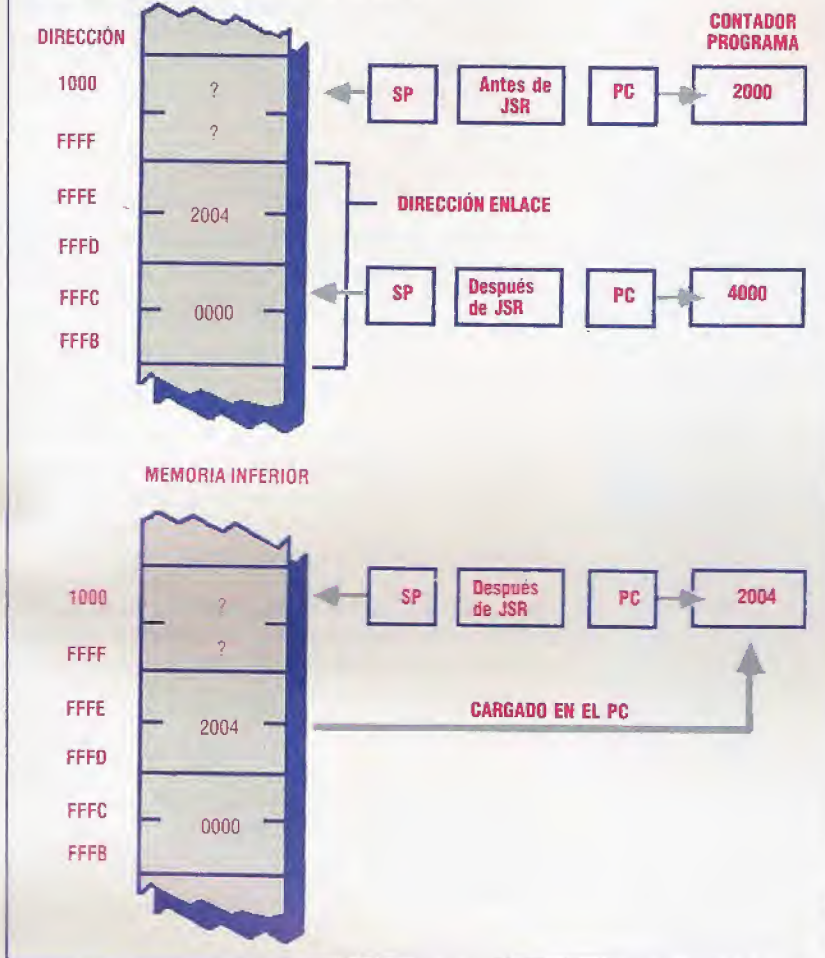 CONTADOR
PROGRAMA
DIRECCIÓN
1000
?
SP
Antes de
JSR
PC
2000
FFFF
?
FFFE
2004
DIRECCIÓN ENLACE
FFFD
FFFC
0000
SP
Después
de JSR
PC
4000
FFFB
MEMORIA INFERIOR
1000
?
SP
Después
de JSR
PC
2004
FFFF
?
FFFE
2004
CARGADO EN EL PC
FFFD
FFFC
0000
FFFB